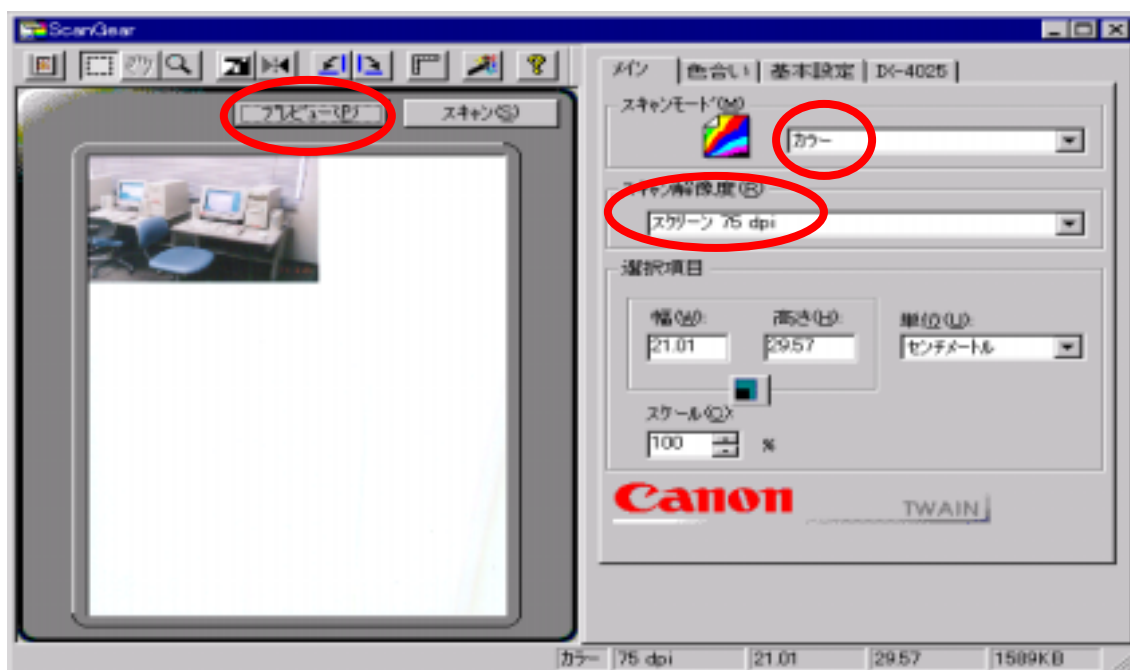 ScanGear
プレビュー(P)
スキャン(S)
メイン
色合い
基本設定
IX-4025
スキャンモード(M)
カラー
スキャン解像度(R)
スクリーン 75 dpi
選択項目
幅(W):
高さ(H):
単位(U):
21.01
29.57
センチメートル
スケール(O):
100
%
Canon
TWAIN
カラー
75 dpi
21.01
29.57
1589KB